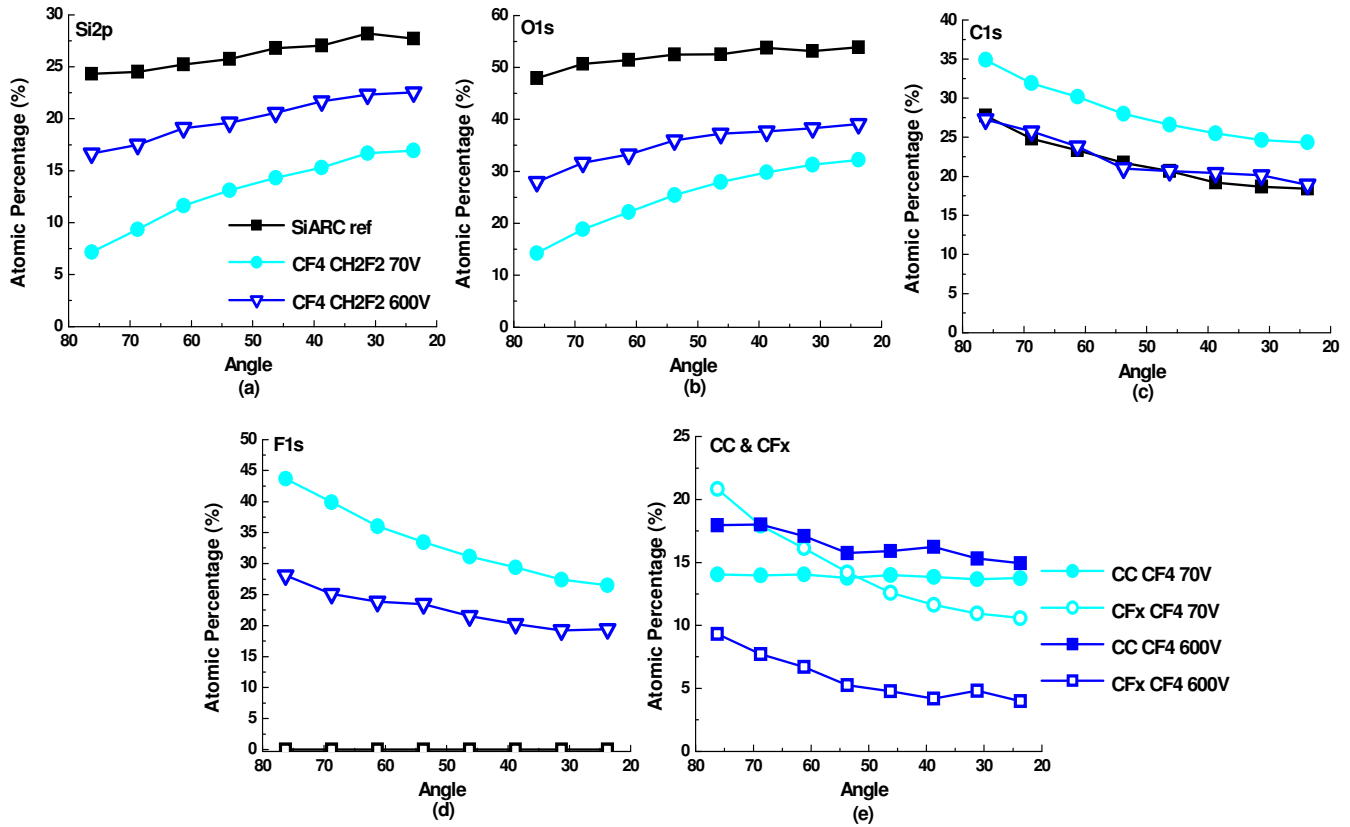 Si2p
Atomic Percentage (%)
30
25
20
15
10
5
0
80 70 60 50 40 30 20
Angle
(a)
SiARC ref
CF4 CH2F2 70V
CF4 CH2F2 600V
O1s
Atomic Percentage (%)
60
50
40
30
20
10
0
80 70 60 50 40 30 20
Angle
(b)
C1s
Atomic Percentage (%)
40
35
30
25
20
15
10
5
0
80 70 60 50 40 30 20
Angle
(c)
F1s
Atomic Percentage (%)
50
45
40
35
30
25
20
15
10
5
0
80 70 60 50 40 30 20
Angle
(d)
CC & CFx
Atomic Percentage (%)
25
20
15
10
5
0
80 70 60 50 40 30 20
Angle
(e)
CC CF4 70V
CFx CF4 70V
CC CF4 600V
CFx CF4 600V